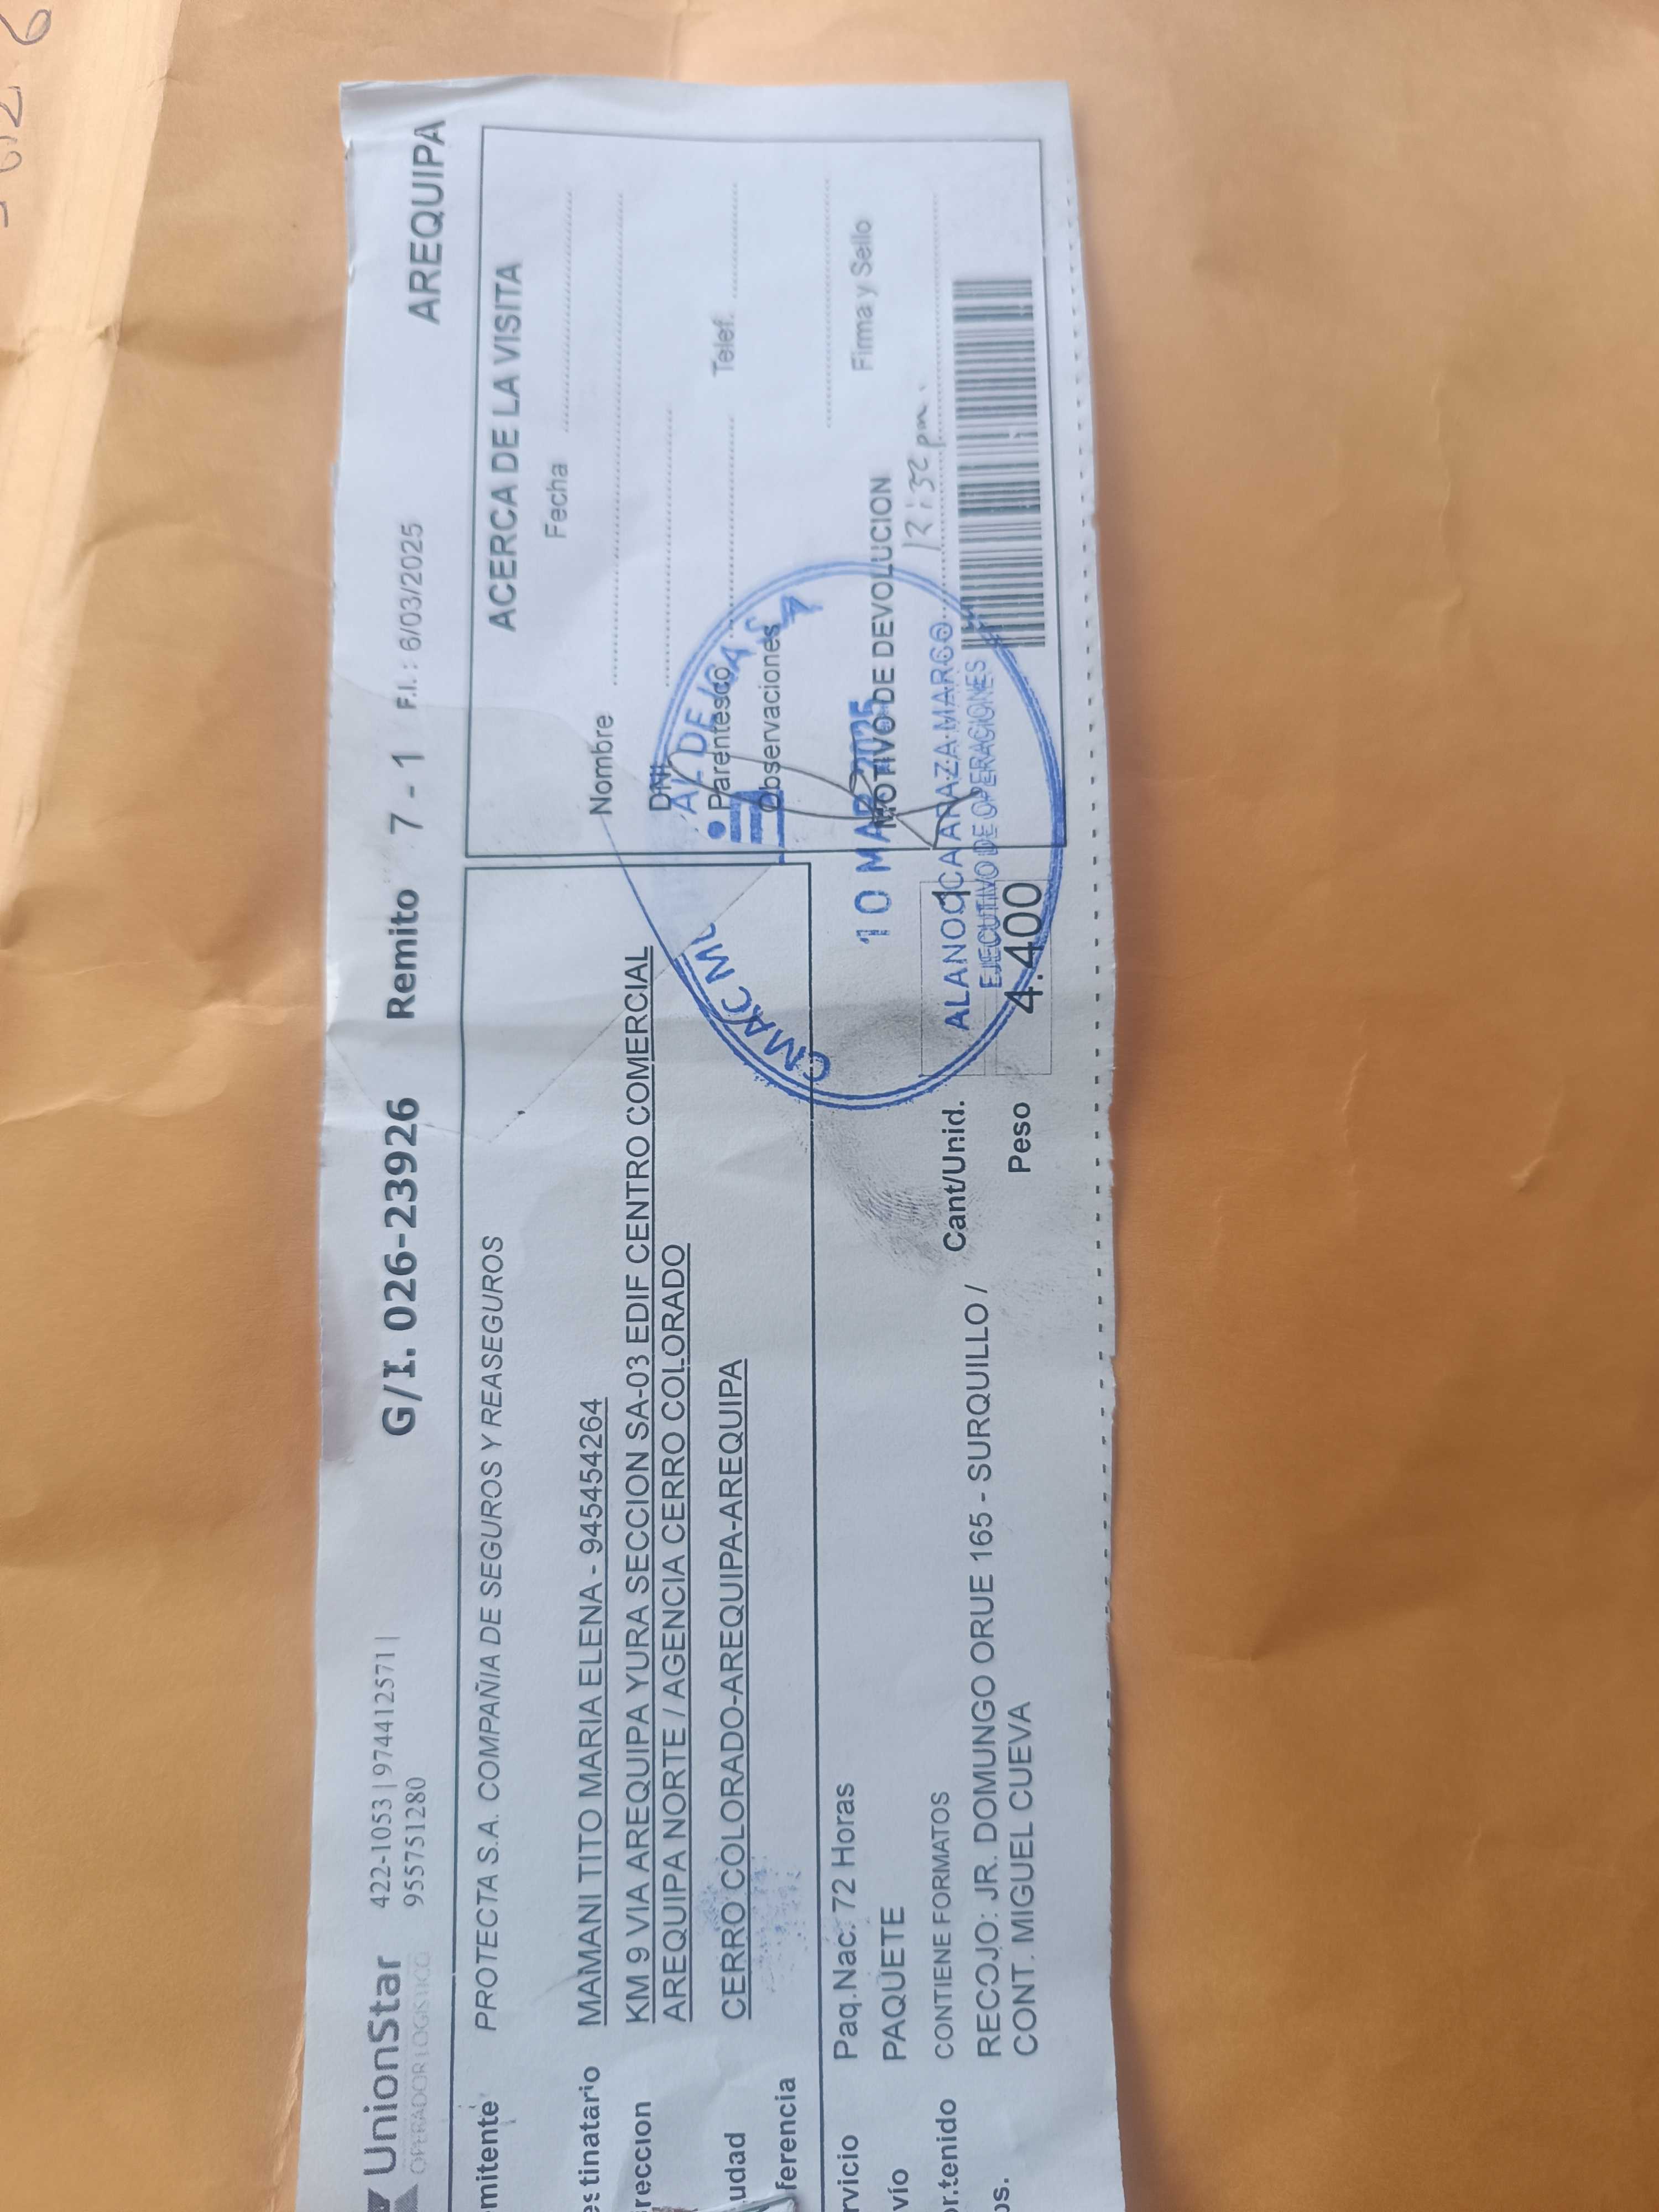 UnionStar
OPERADOR LOGISTICO
422-1053 | 974412571 |
955751280
G/I. 026-23926
Remito 7 - 1 F.I. : 6/03/2025
AREQUIPA
mitente PROTECTA S.A. COMPAÑIA DE SEGUROS Y REASEGUROS
estinatario MAMANI TITO MARIA ELENA - 945454264
reccion KM 9 VIA AREQUIPA YURA SECCION SA-03 EDIF CENTRO COMERCIAL
AREQUIPA NORTE / AGENCIA CERRO COLORADO
udad CERRO COLORADO-AREQUIPA-AREQUIPA
ferencia
rvicio Paq.Nac. 72 Horas
vío PAQUETE
or.tenido CONTIENE FORMATOS
os. RECOJO: JR. DOMUNGO ORUE 165 - SURQUILLO /
CONT. MIGUEL CUEVA
Cant/Unid. 1
Peso 4.400
ACERCA DE LA VISITA
Fecha
Nombre
DNI
Parentesco
Telef.
Observaciones
Firma y Sello
MOTIVO DE DEVOLUCION
12:32 pm.
CMAC
10 MAR 2025
EJECUTIVO DE OPERACIONES